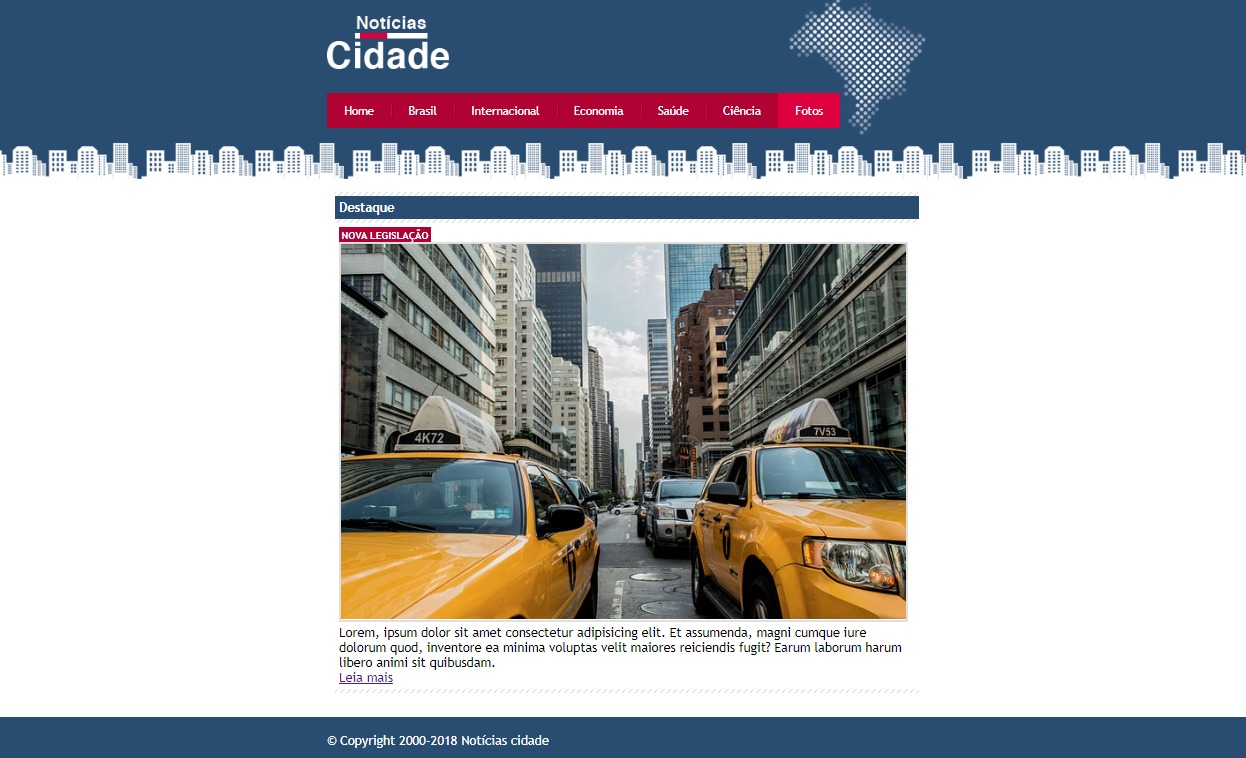 Notícias
Cidade
Home Brasil Internacional Economia Saúde Ciência Fotos
Destaque
NOVA LEGISLAÇÃO
4K72
7V53
Lorem, ipsum dolor sit amet consectetur adipisicing elit. Et assumenda, magni cumque iure
dolorum quod, inventore ea minima voluptas velit maiores reiciendis fugit? Earum laborum harum
libero animi sit quibusdam.
Leia mais
© Copyright 2000-2018 Notícias cidade